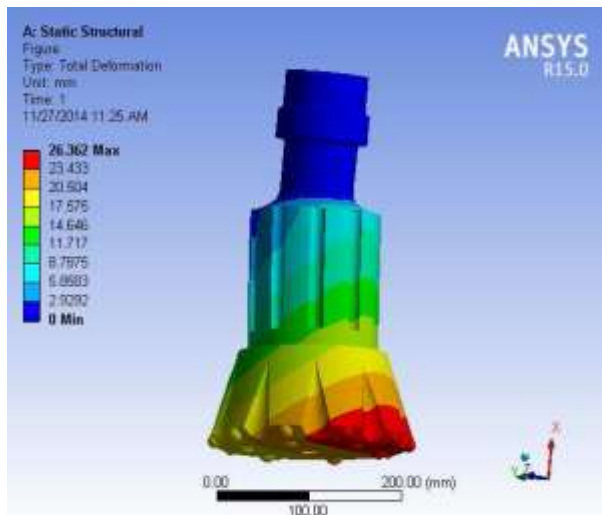 A: Static Structural
Figure
Type: Total Deformation
Unit: mm
Time: 1
11/27/2014 11:25 AM
ANSYS
R15.0
26.362 Max
23.433
20.504
17.575
14.646
11.717
8.7875
5.8583
2.9292
0 Min
0.00
200.00 (mm)
100.00
X
Y